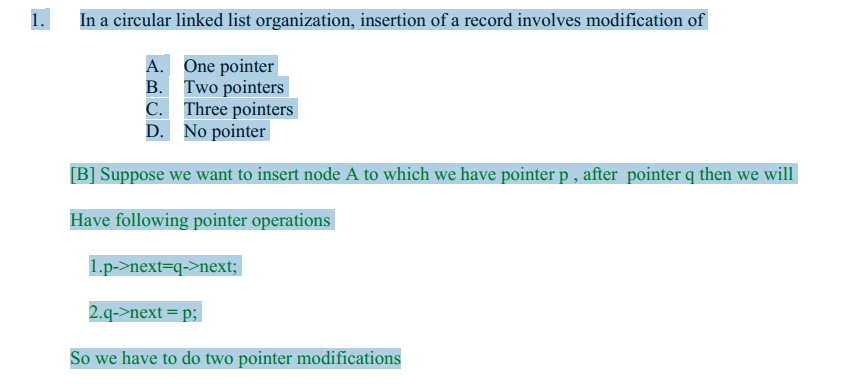 1. In a circular linked list organization, insertion of a record involves modification of
A. One pointer
B. Two pointers
C. Three pointers
D. No pointer
[B] Suppose we want to insert node A to which we have pointer p , after pointer q then we will
Have following pointer operations
1.p->next=q->next;
2.q->next = p;
So we have to do two pointer modifications